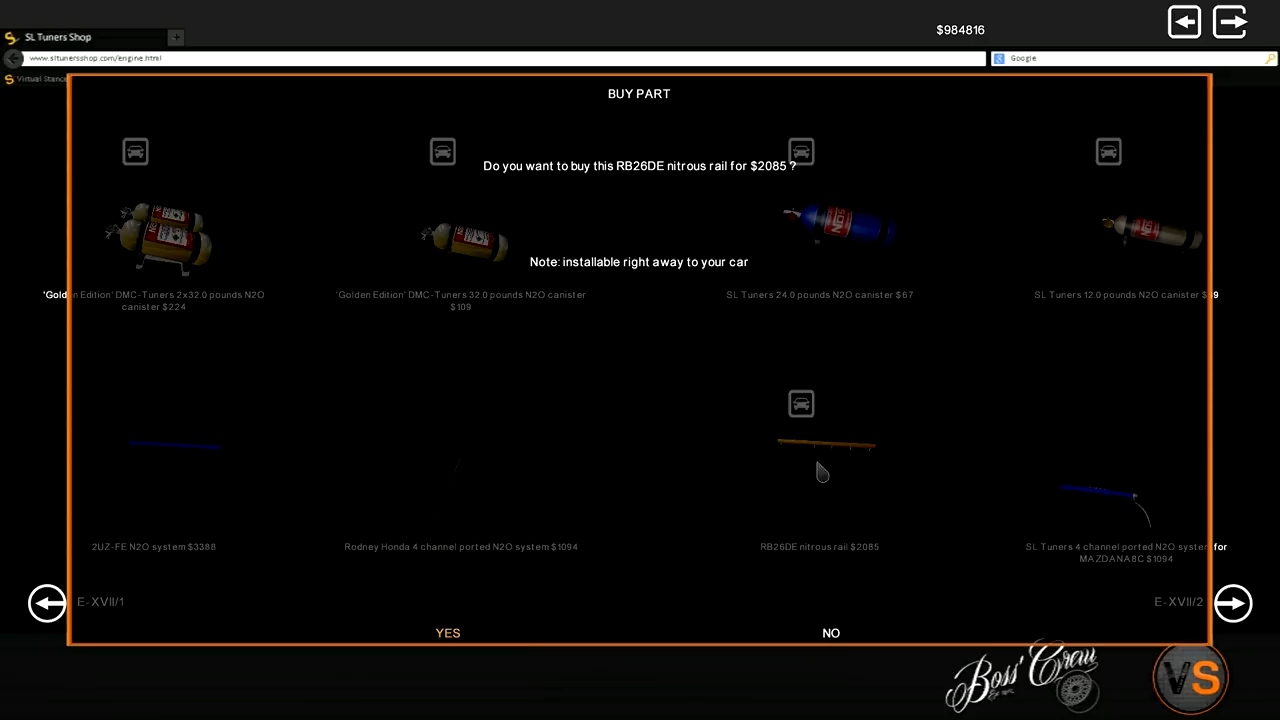 $984816
SL Tuners Shop
www.sltunersshop.com/engine.html
Google
Virtual Stance
BUY PART
Do you want to buy this RB26DE nitrous rail for $2085 ?
Note: installable right away to your car
'Golden Edition' DMC-Tuners 2x32.0 pounds N2O
canister $224
'Golden Edition' DMC-Tuners 32.0 pounds N2O canister
$109
SL Tuners 24.0 pounds N2O canister $67
SL Tuners 12.0 pounds N2O canister $
2UZ-FE N2O system $3388
Rodney Honda 4 channel ported N2O system $1094
RB26DE nitrous rail $2085
SL Tuners 4 channel ported N2O system for
MAZDANA8C $1094
E-XVII/1
E-XVII/2
YES
NO
Boss' Crew
VS